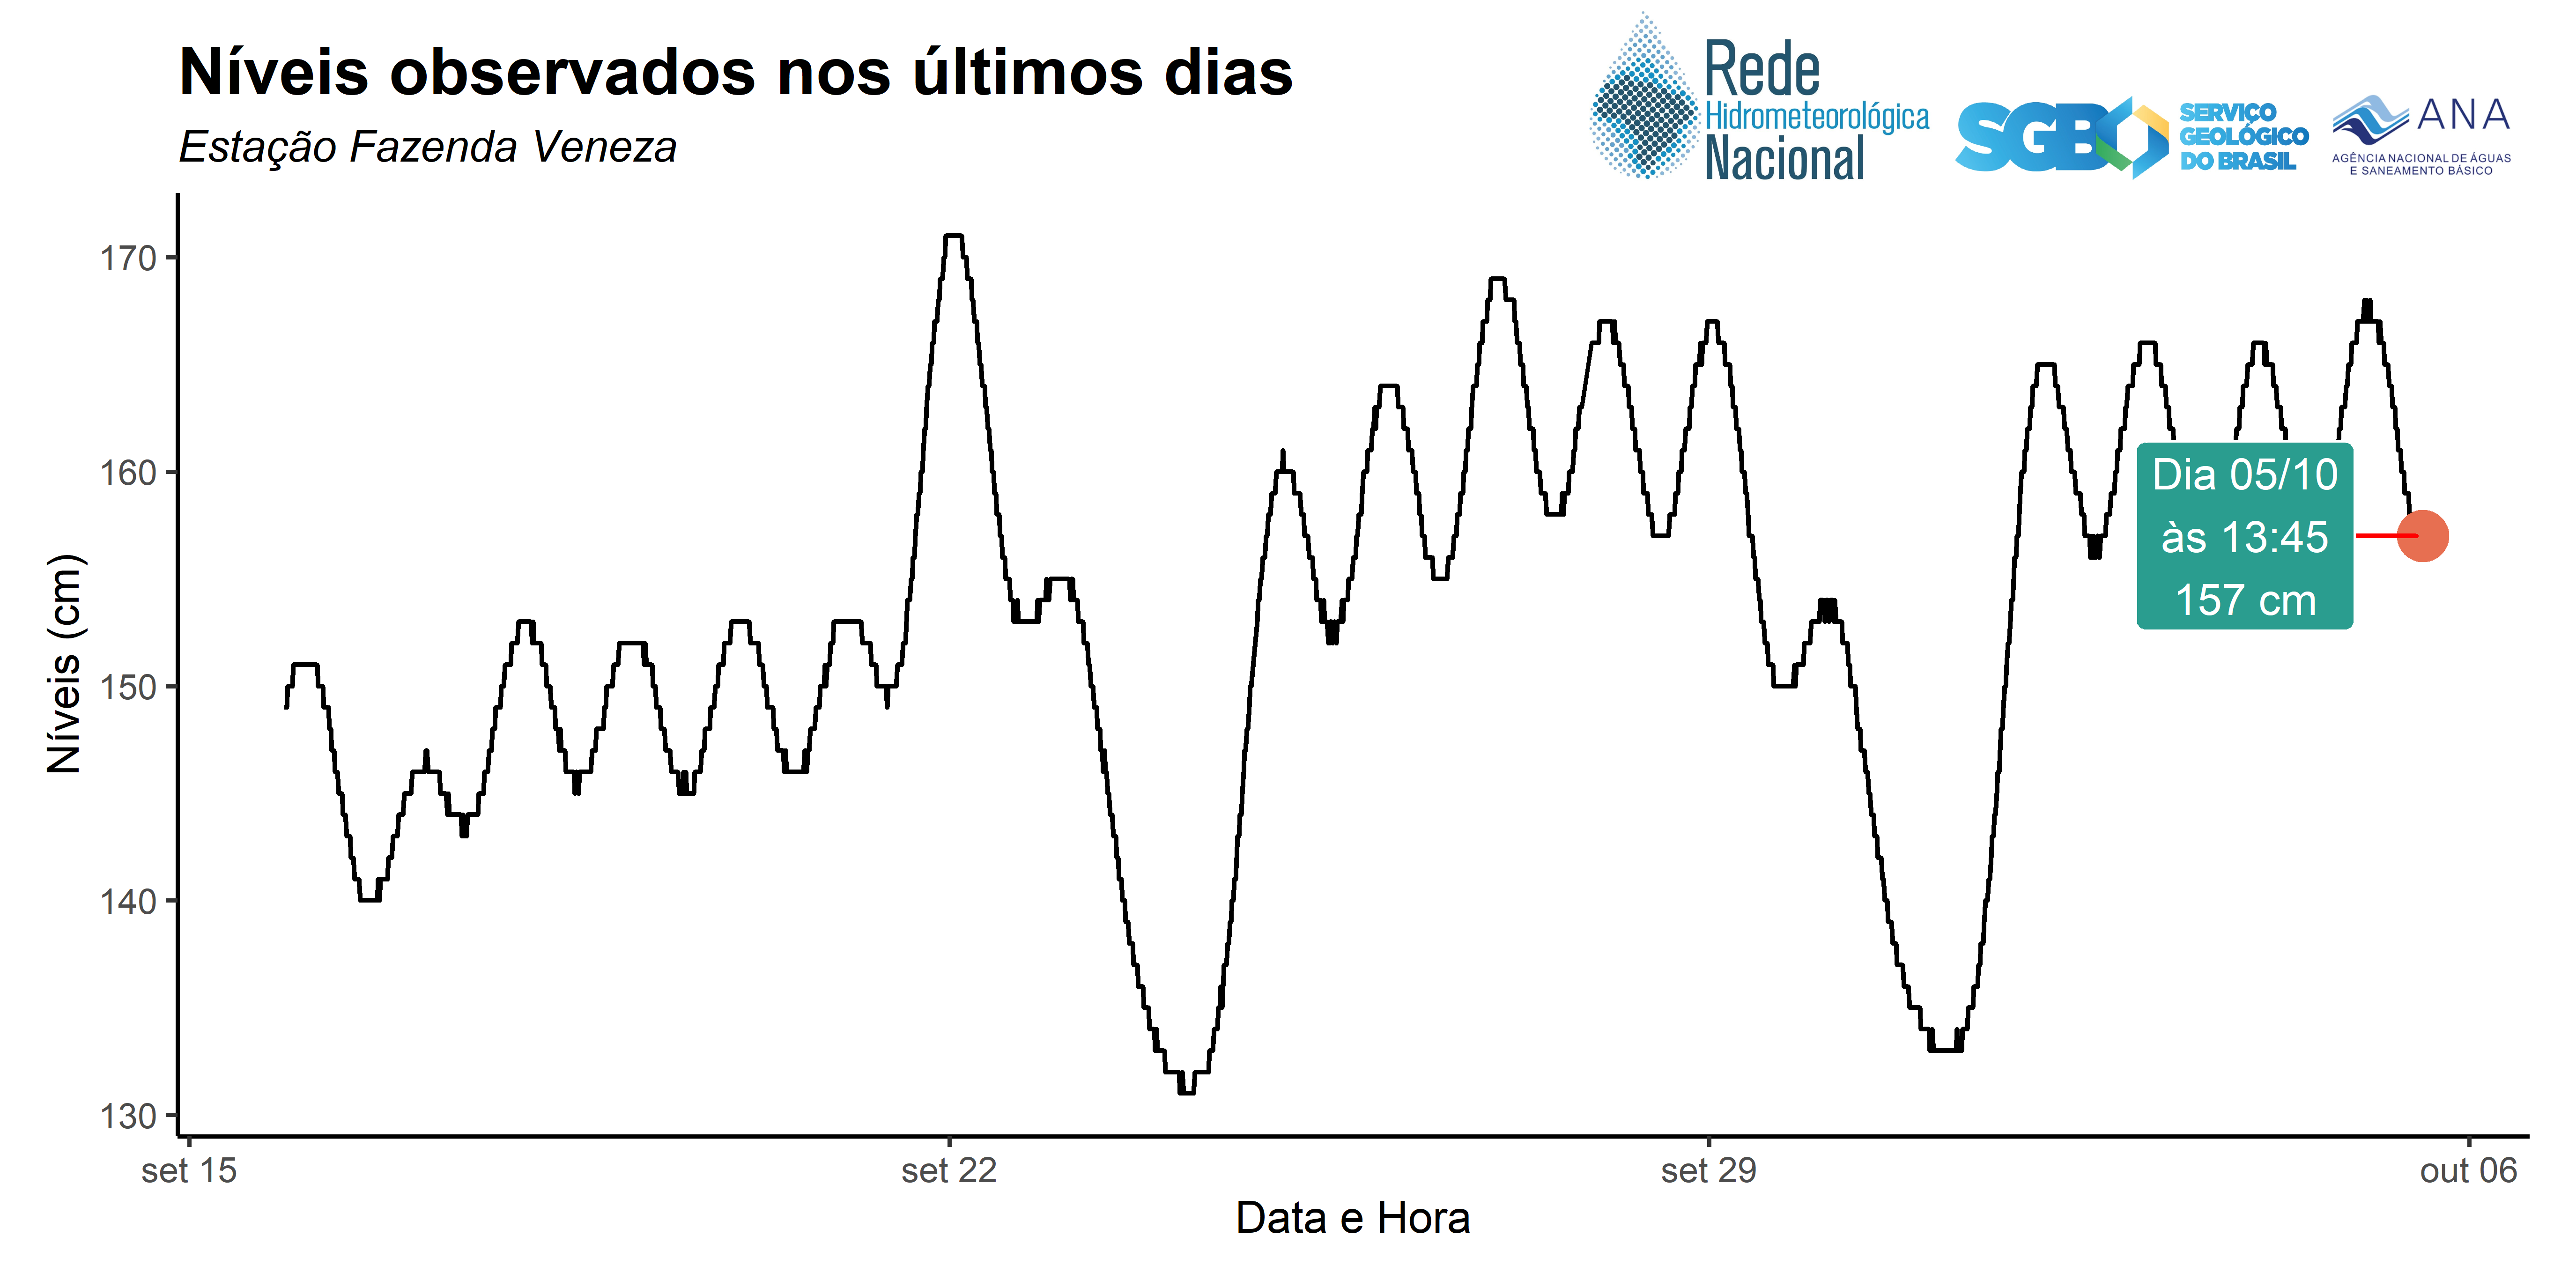 Níveis observados nos últimos dias
Estação Fazenda Veneza
Rede
Hidrometeorológica
Nacional
SGB
SERVIÇO
GEOLÓGICO
DO BRASIL
ANA
AGÊNCIA NACIONAL DE ÁGUAS
E SANEAMENTO BÁSICO
Níveis (cm)
170
160
150
140
130
Dia 05/10
às 13:45
157 cm
set 15
set 22
set 29
out 06
Data e Hora